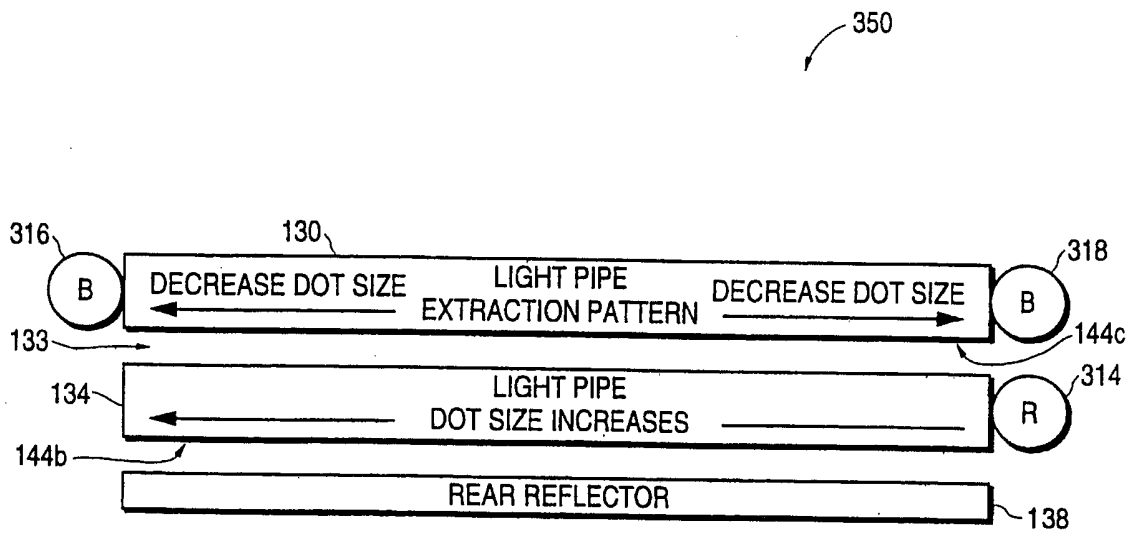 350
316
130
318
B
DECREASE DOT SIZE
LIGHT PIPE
EXTRACTION PATTERN
DECREASE DOT SIZE
B
133
144c
134
LIGHT PIPE
DOT SIZE INCREASES
R
314
144b
REAR REFLECTOR
138